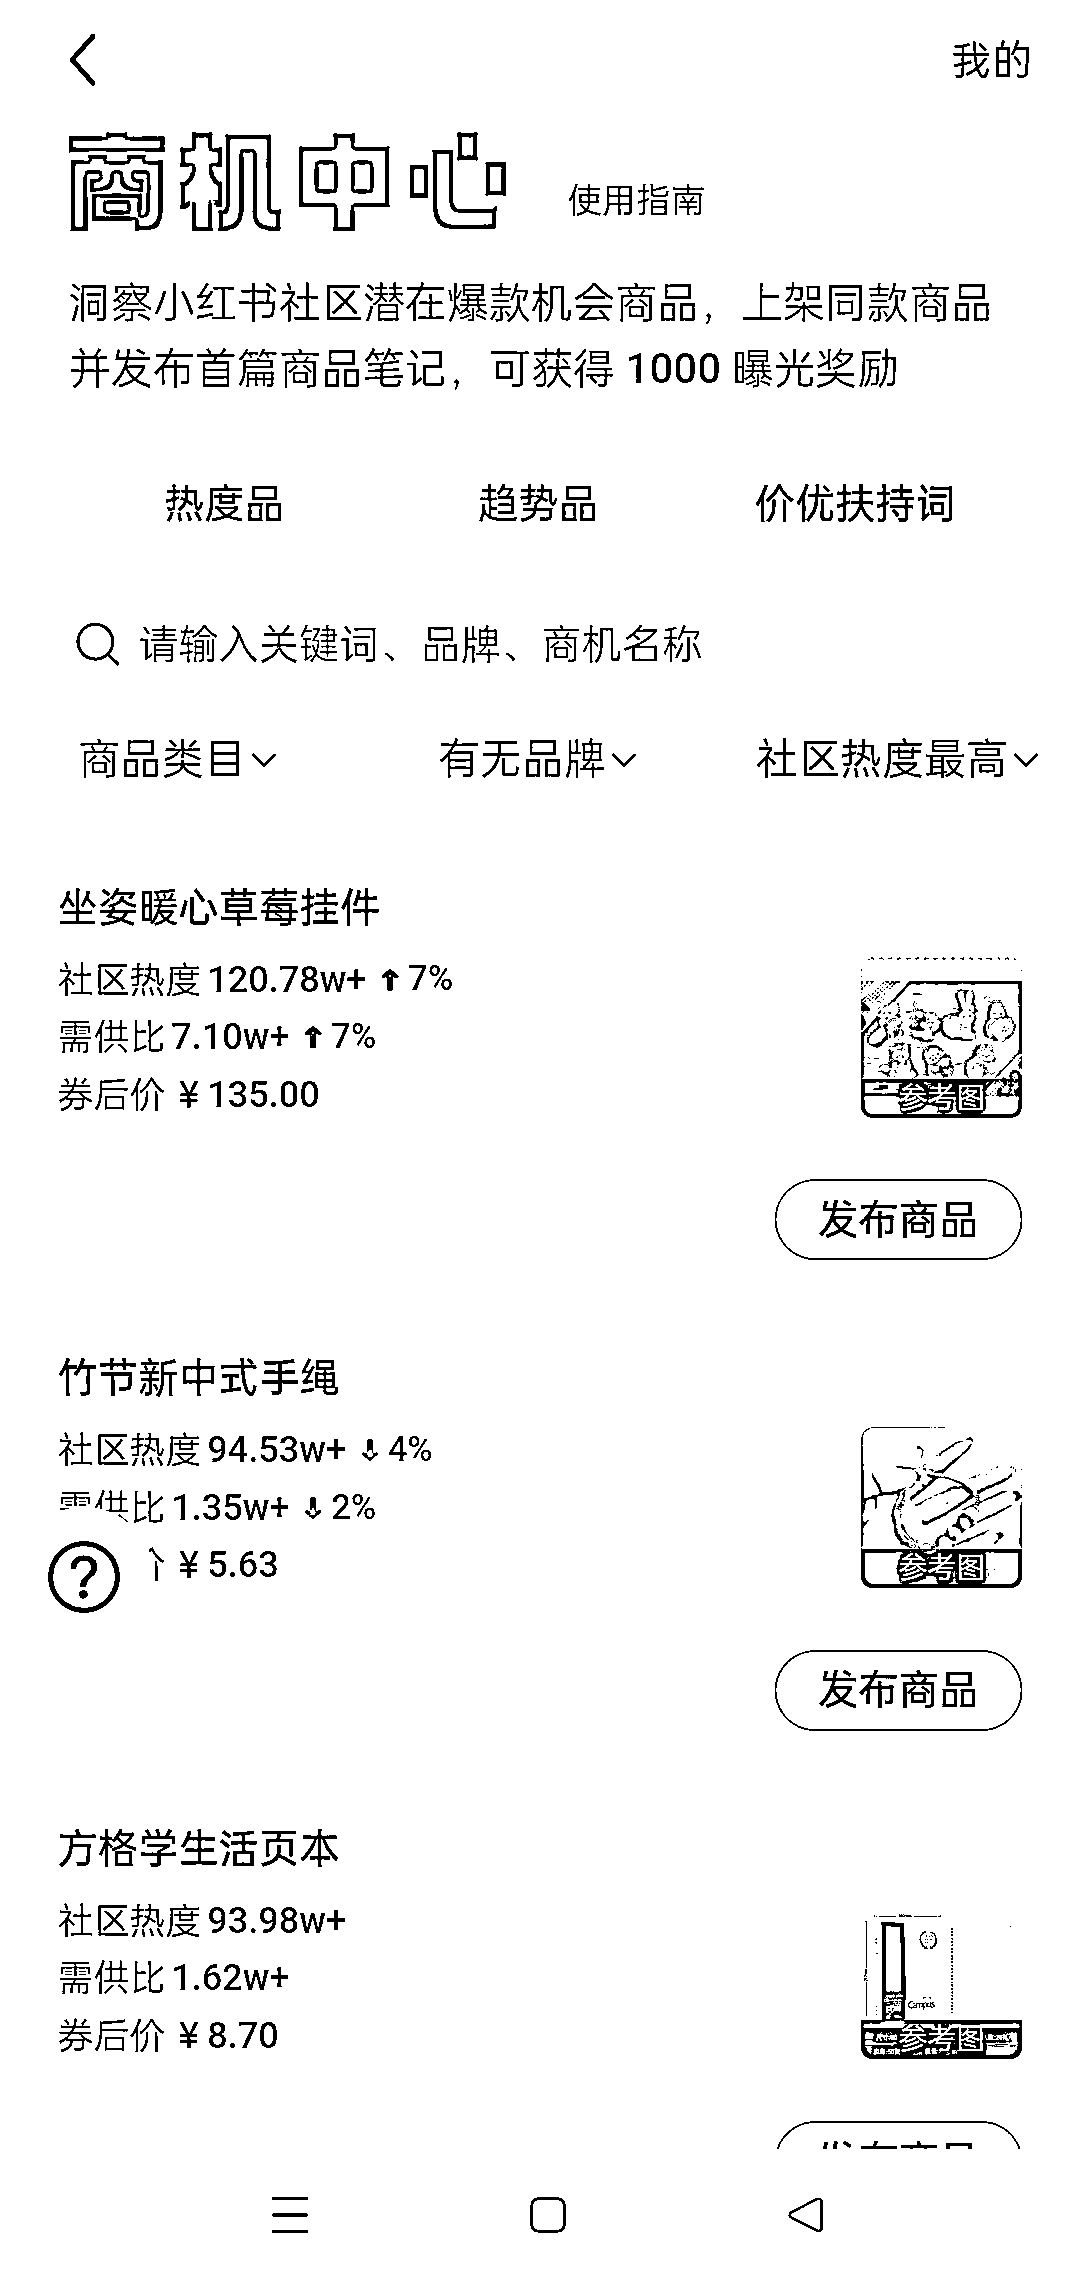 我的
商机中心 使用指南
洞察小红书社区潜在爆款机会商品，上架同款商品
并发布首篇商品笔记，可获得 1000 曝光奖励
热度品 趋势品 价优扶持词
请输入关键词、品牌、商机名称
商品类目 有无品牌 社区热度最高
坐姿暖心草莓挂件
社区热度 120.78w+ ↑ 7%
需供比 7.10w+ ↑ 7%
券后价 ¥ 135.00
参考图
发布商品
竹节新中式手绳
社区热度 94.53w+ ↓ 4%
需供比 1.35w+ ↓ 2%
¥ 5.63
参考图
发布商品
方格学生活页本
社区热度 93.98w+
需供比 1.62w+
券后价 ¥ 8.70
Campus
参考图
发布商品